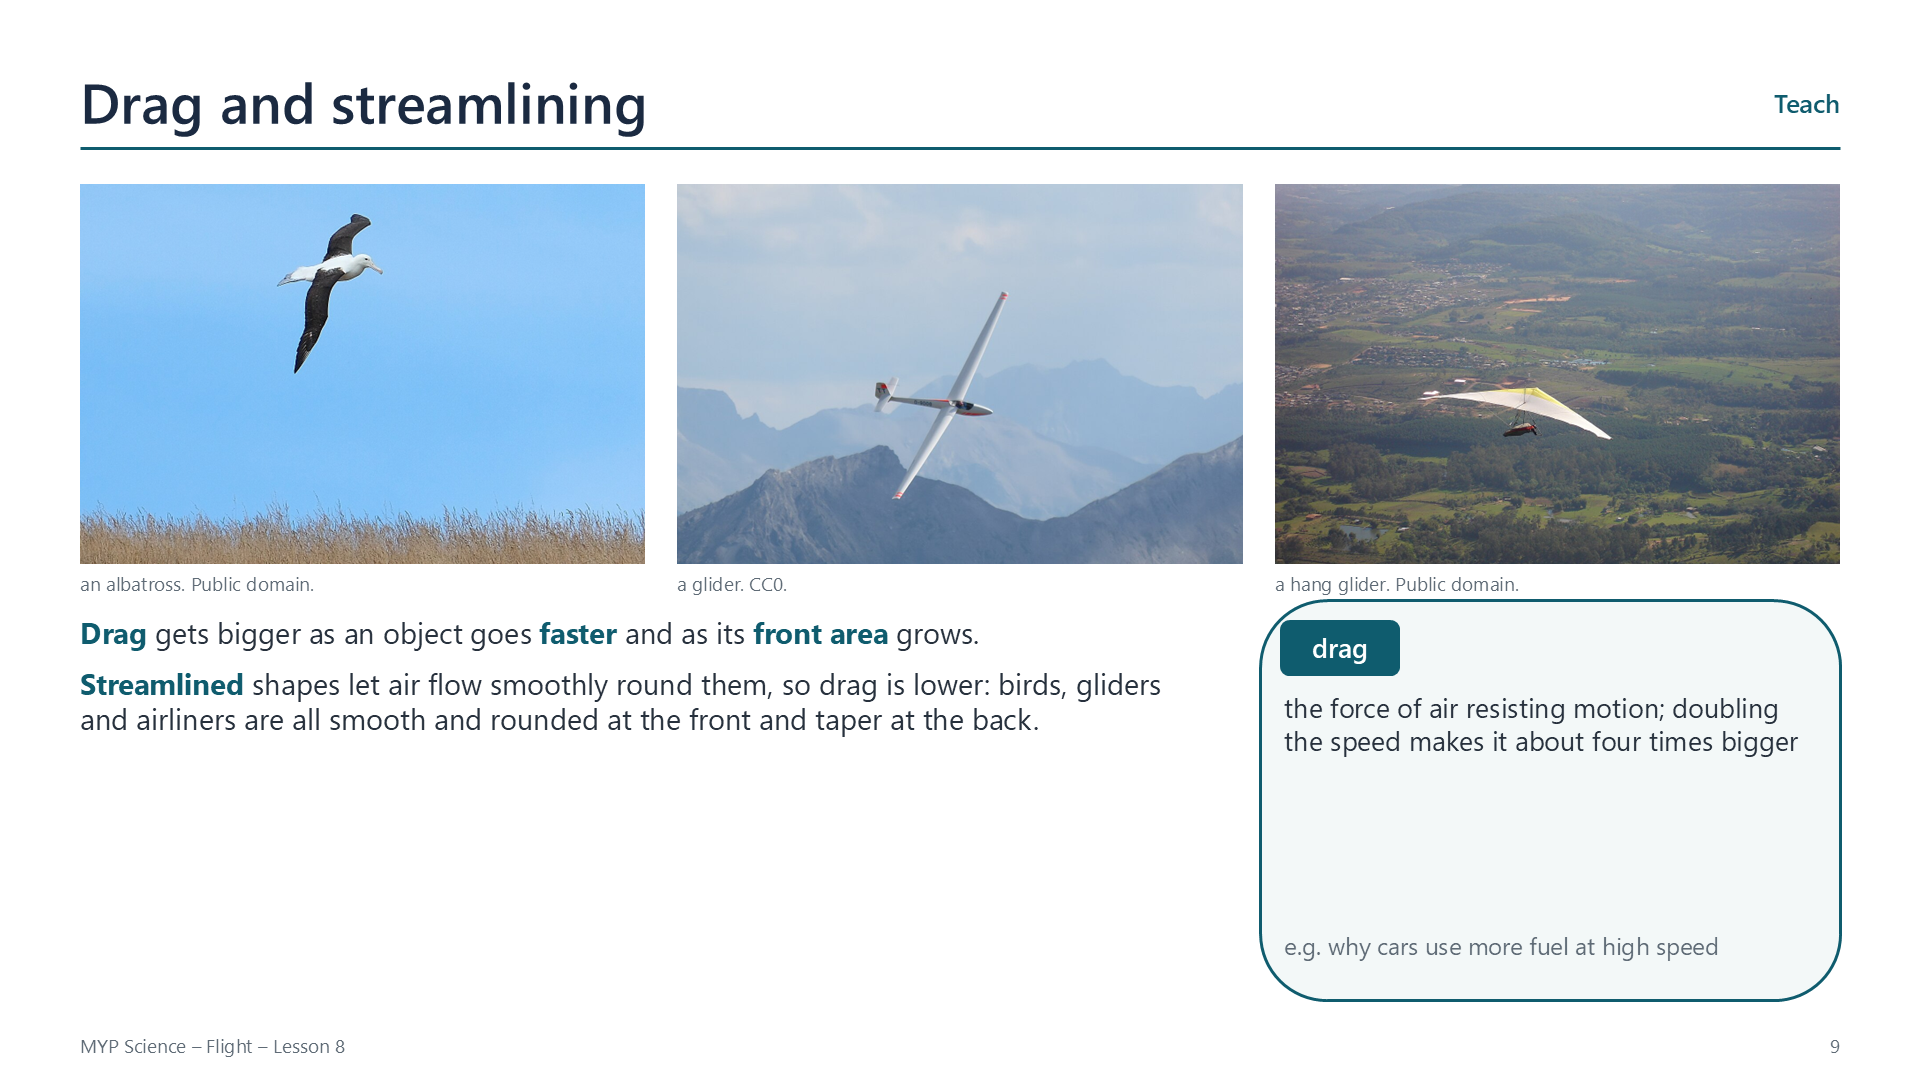 Drag and streamlining
Teach
an albatross. Public domain.
a glider. CC0.
a hang glider. Public domain.
Drag gets bigger as an object goes faster and as its front area grows.
Streamlined shapes let air flow smoothly round them, so drag is lower: birds, gliders
and airliners are all smooth and rounded at the front and taper at the back.
drag
the force of air resisting motion; doubling
the speed makes it about four times bigger
e.g. why cars use more fuel at high speed
MYP Science – Flight – Lesson 8
9